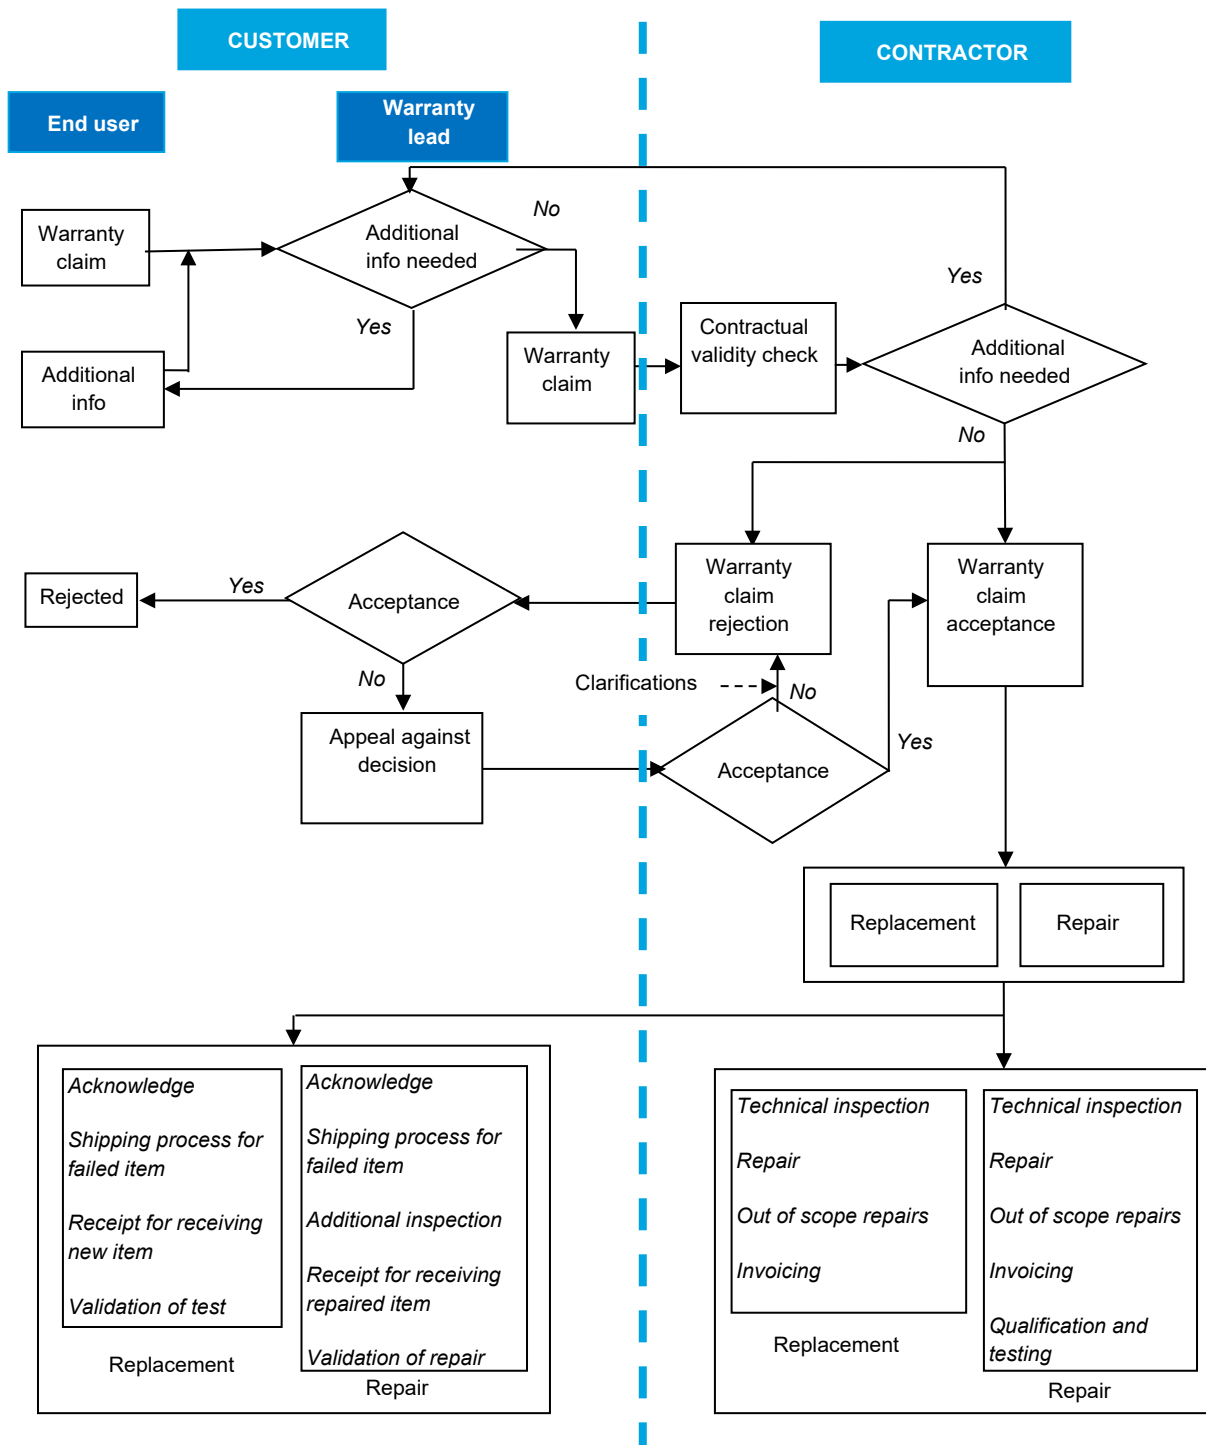 CUSTOMER
CONTRACTOR
End user
Warranty
lead
Warranty
claim
Additional
info needed
No
Yes
Additional
info
Warranty
claim
Contractual
validity check
Yes
Additional
info needed
No
Rejected
Yes
Acceptance
No
Warranty
claim
rejection
Warranty
claim
acceptance
Clarifications
No
Appeal against
decision
Acceptance
Yes
Replacement
Repair
Acknowledge
Shipping process for
failed item
Receipt for receiving
new item
Validation of test
Replacement
Acknowledge
Shipping process for
failed item
Additional inspection
Receipt for receiving
repaired item
Validation of repair
Repair
Technical inspection
Repair
Out of scope repairs
Invoicing
Replacement
Technical inspection
Repair
Out of scope repairs
Invoicing
Qualification and
testing
Repair